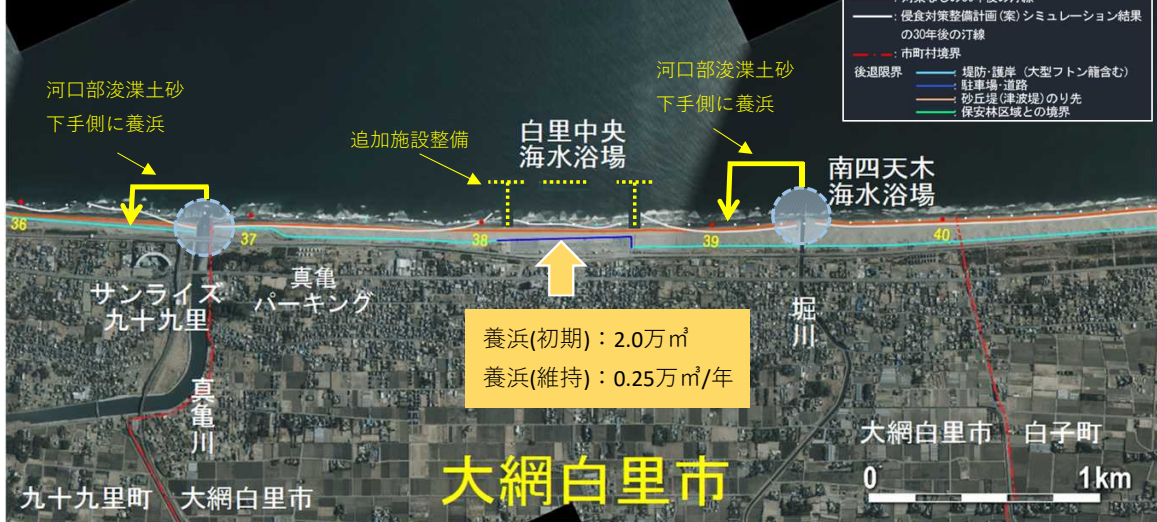 ：侵食対策整備計画(案)シミュレーション結果
の30年後の汀線
：市町村境界
後退限界
：堤防・護岸（大型フトン籠含む）
：駐車場・道路
：砂丘堤(津波堤)のり先
：保安林区域との境界
河口部浚渫土砂
下手側に養浜
追加施設整備
白里中央
海水浴場
河口部浚渫土砂
下手側に養浜
南四天木
海水浴場
36
37
38
39
40
サンライズ
九十九里
真亀
パーキング
堀川
真亀川
養浜(初期)：2.0万㎥
養浜(維持)：0.25万㎥/年
大網白里市
九十九里町
大網白里市
大網白里市
白子町
0
1km